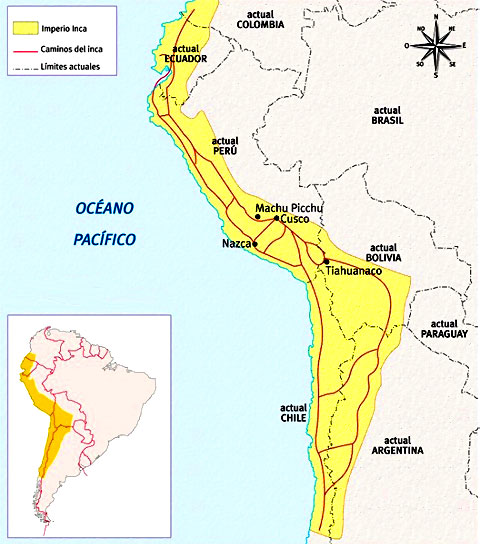 Imperio Inca
Caminos del inca
Límites actuales
actual
COLOMBIA
actual
ECUADOR
N
NO
NE
O
E
SO
SE
S
actual
BRASIL
actual
PERÚ
OCÉANO
PACÍFICO
Machu Picchu
Cusco
Nazca
actual
BOLIVIA
Tiahuanaco
actual
PARAGUAY
actual
CHILE
actual
ARGENTINA